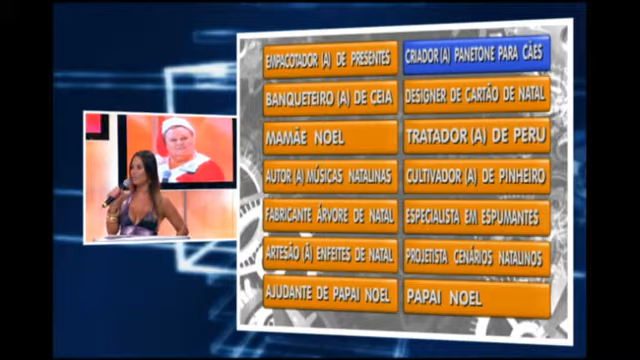 EMPACOTADOR (A) DE PRESENTES
CRIADOR (A) PANETONE PARA CÃES
BANQUETEIRO (A) DE CEIA
DESIGNER DE CARTÃO DE NATAL
MAMÃE NOEL
TRATADOR (A) DE PERU
AUTOR (A) MÚSICAS NATALINAS
CULTIVADOR (A) DE PINHEIRO
FABRICANTE ÁRVORE DE NATAL
ESPECIALISTA EM ESPUMANTES
ARTESÃO (Ã) ENFEITES DE NATAL
PROJETISTA CENÁRIOS NATALINOS
AJUDANTE DE PAPAI NOEL
PAPAI NOEL